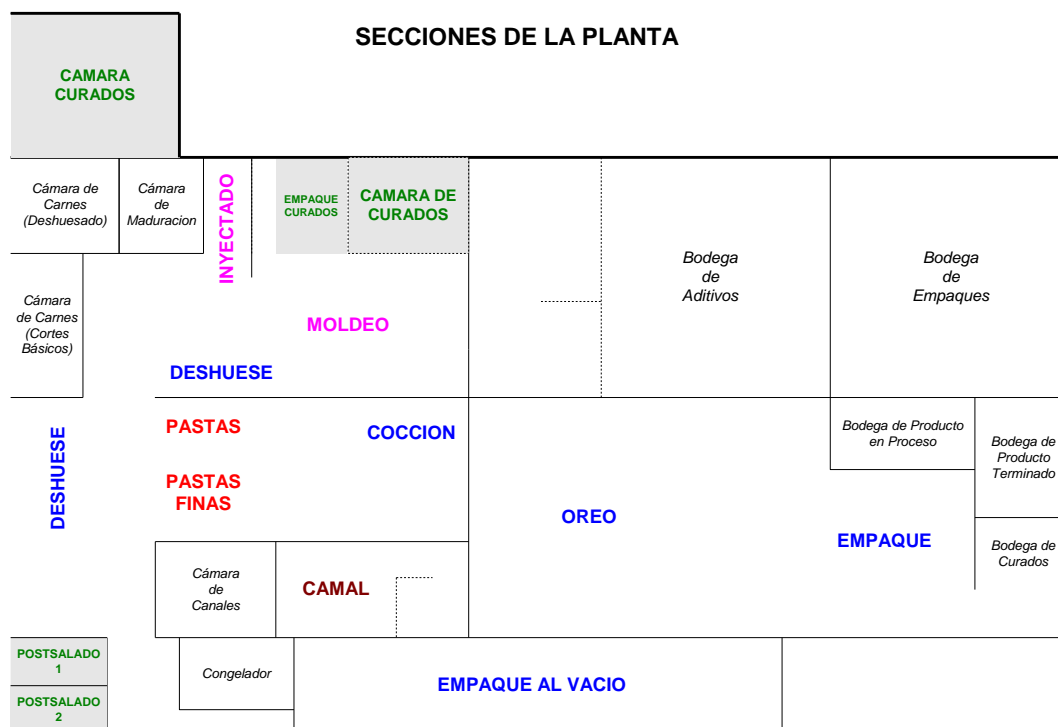 SECCIONES DE LA PLANTA
CAMARA
CURADOS
Cámara de
Carnes
(Deshuesado)
Cámara
de
Maduracion
INYECTADO
EMPAQUE
CURADOS
CAMARA DE
CURADOS
Bodega
de
Aditivos
Bodega
de
Empaques
Cámara
de Carnes
(Cortes
Básicos)
MOLDEO
DESHUESE
DESHUESE
PASTAS
COCCION
PASTAS
FINAS
OREO
Bodega de Producto
en Proceso
Bodega de
Producto
Terminado
EMPAQUE
Bodega de
Curados
Cámara
de
Canales
CAMAL
POSTSALADO
1
POSTSALADO
2
Congelador
EMPAQUE AL VACIO